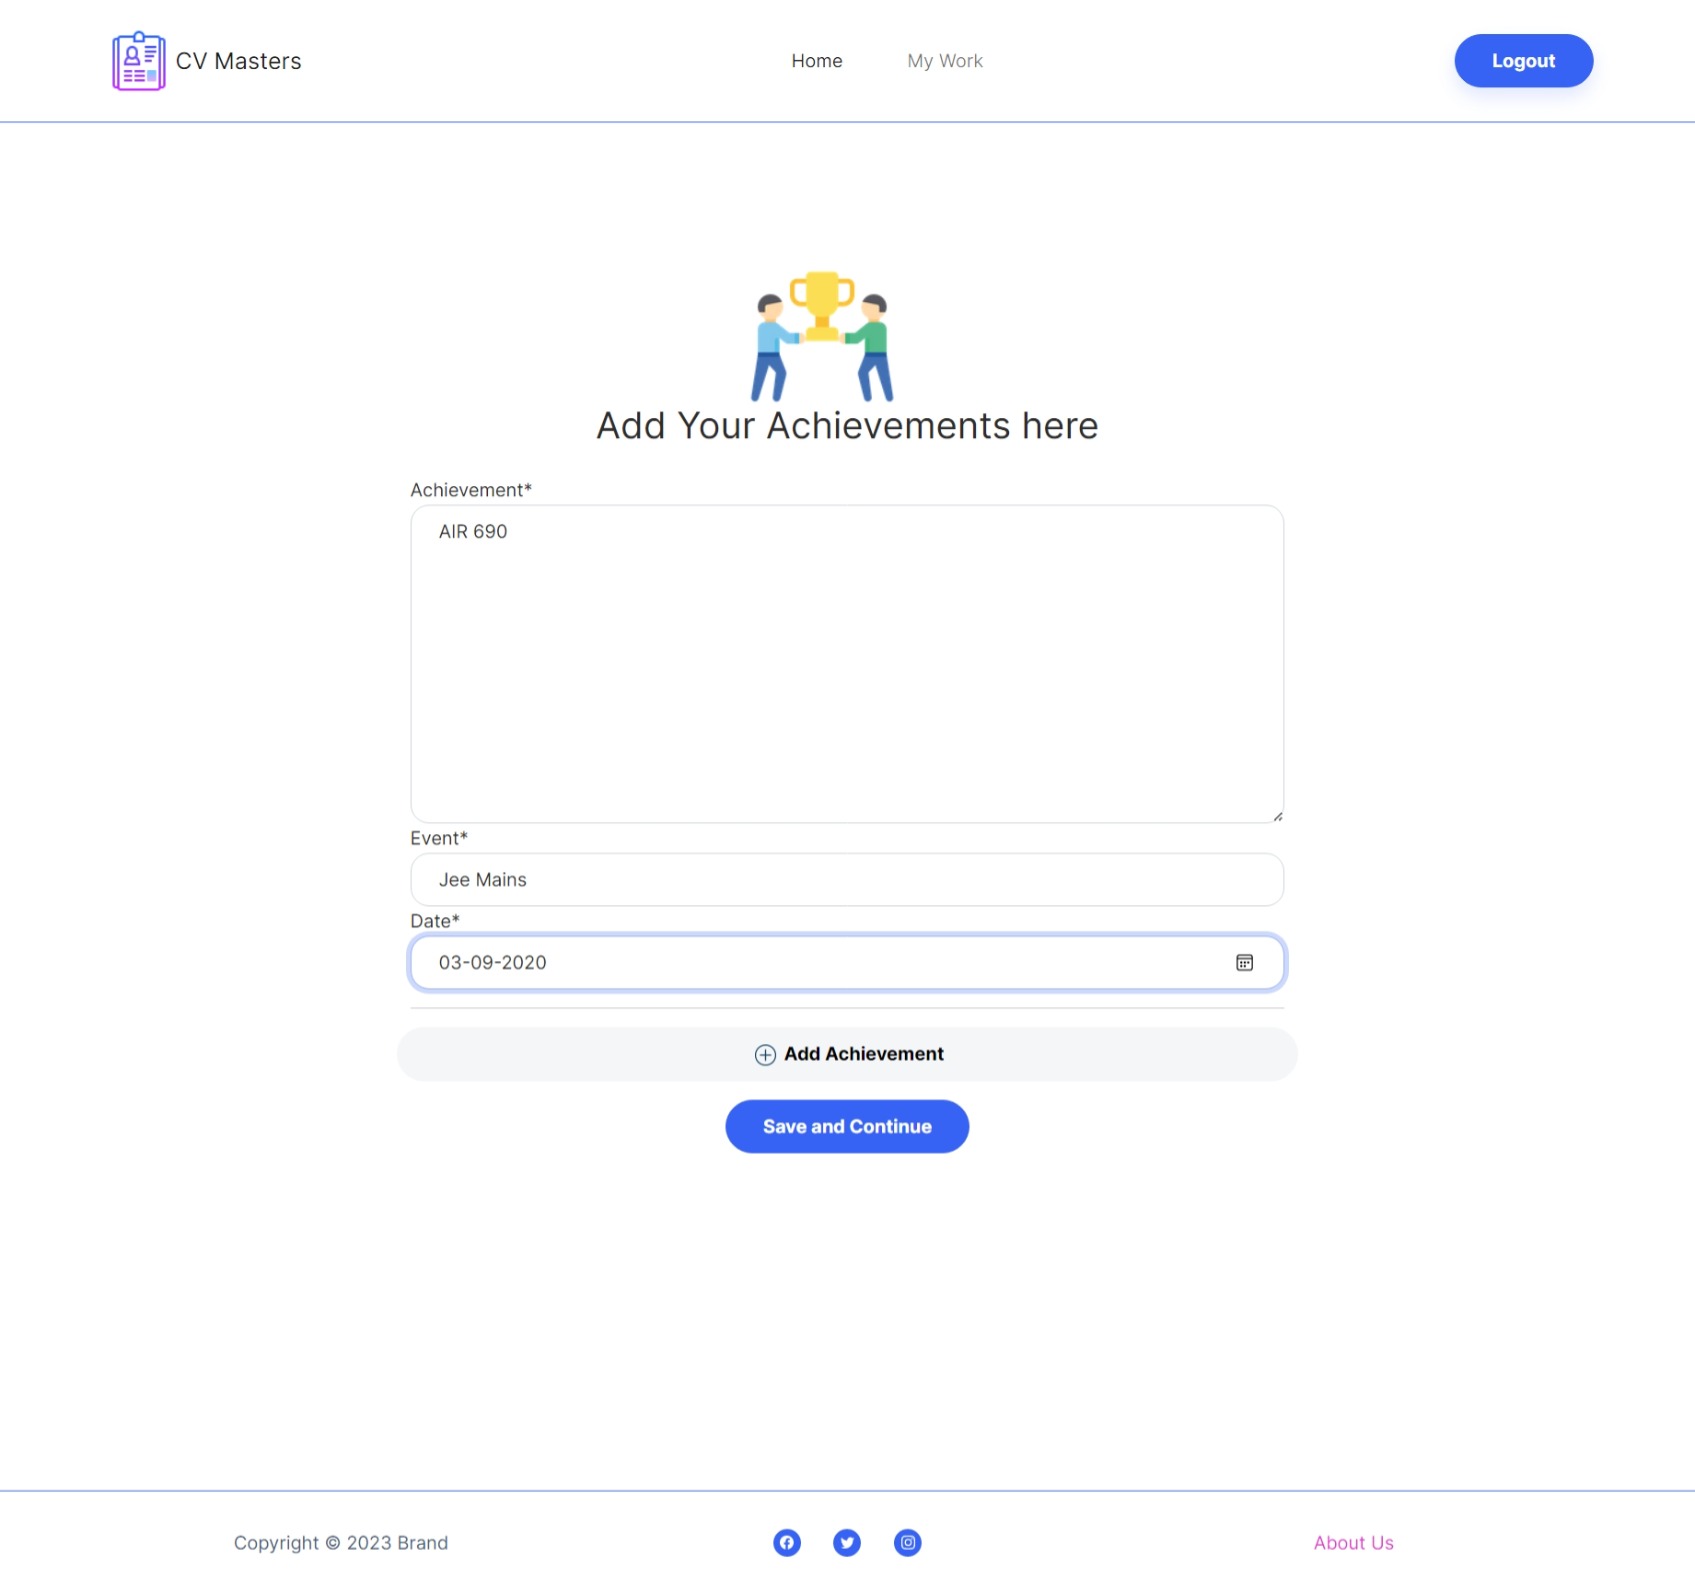 CV Masters
Home
My Work
Logout
Add Your Achievements here
Achievement*
AIR 690
Event*
Jee Mains
Date*
03-09-2020
Add Achievement
Save and Continue
Copyright © 2023 Brand
About Us